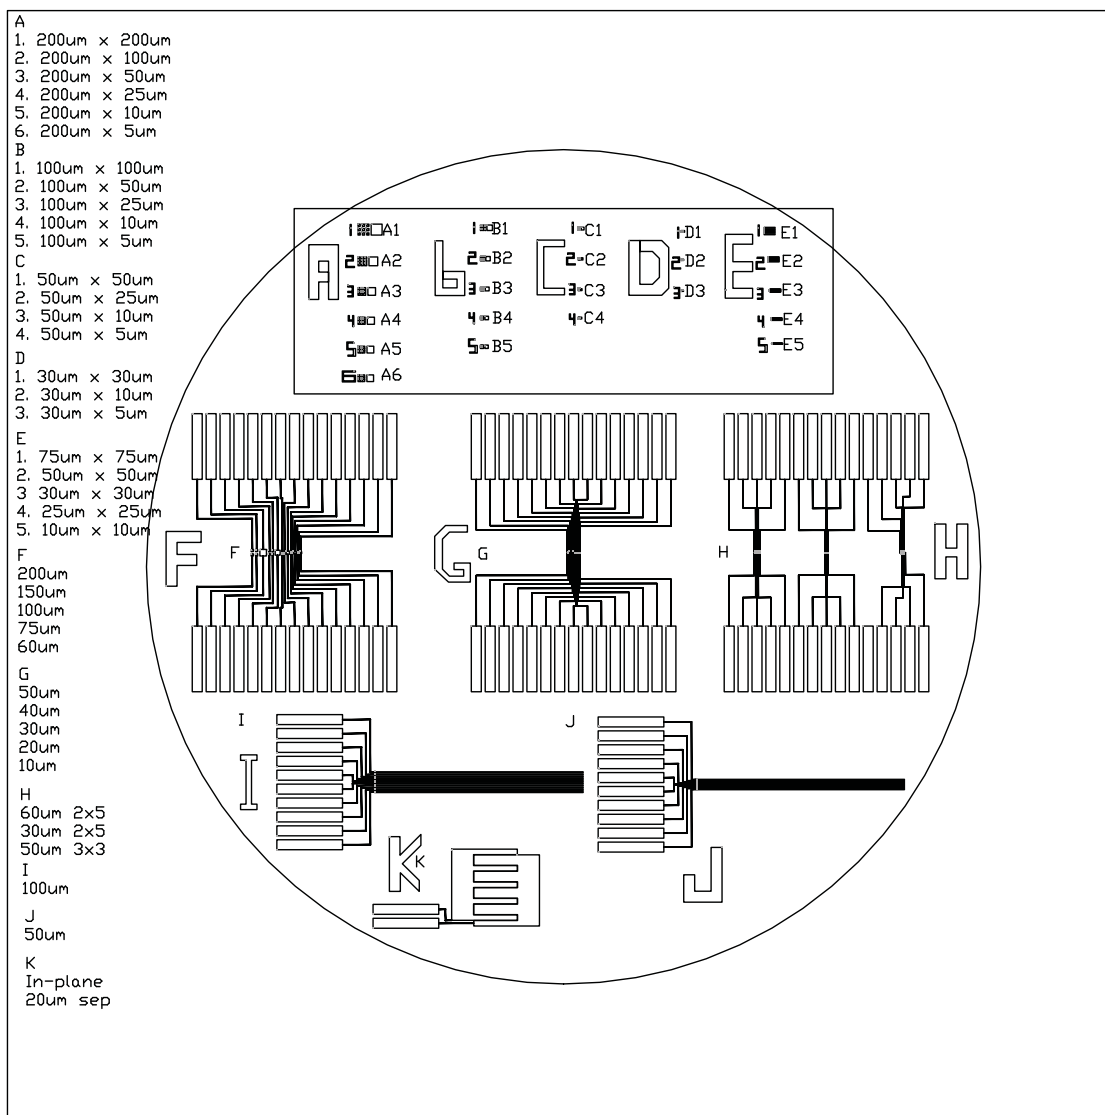 A
1. 200um x 200um
2. 200um x 100um
3. 200um x 50um
4. 200um x 25um
5. 200um x 10um
6. 200um x 5um
B
1. 100um x 100um
2. 100um x 50um
3. 100um x 25um
4. 100um x 10um
5. 100um x 5um
C
1. 50um x 50um
2. 50um x 25um
3. 50um x 10um
4. 50um x 5um
D
1. 30um x 30um
2. 30um x 10um
3. 30um x 5um
E
1. 75um x 75um
2. 50um x 50um
3 30um x 30um
4. 25um x 25um
5. 10um x 10um
F
200um
150um
100um
75um
60um
G
50um
40um
30um
20um
10um
H
60um 2x5
30um 2x5
50um 3x3
I
100um
J
50um
K
In-plane
20um sep
A
1 A1
2 A2
3 A3
4 A4
5 A5
6 A6
b
1 B1
2 B2
3 B3
4 B4
5 B5
C
1 C1
2 C2
3 C3
4 C4
D
1 D1
2 D2
3 D3
E
1 E1
2 E2
3 E3
4 E4
5 E5
F F
G G
H H
I
I
J
J
K K